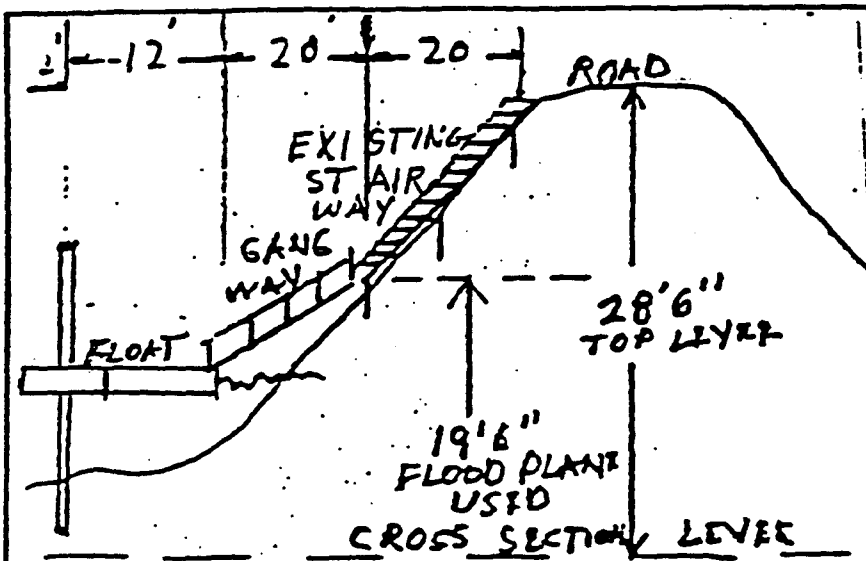 12' 20' 20
ROAD
EXISTING
STAIR
WAY
GANG
WAY
FLOAT
28'6"
TOP LEVEL
19'6"
FLOOD PLANE
USED
CROSS SECTION LEVEE